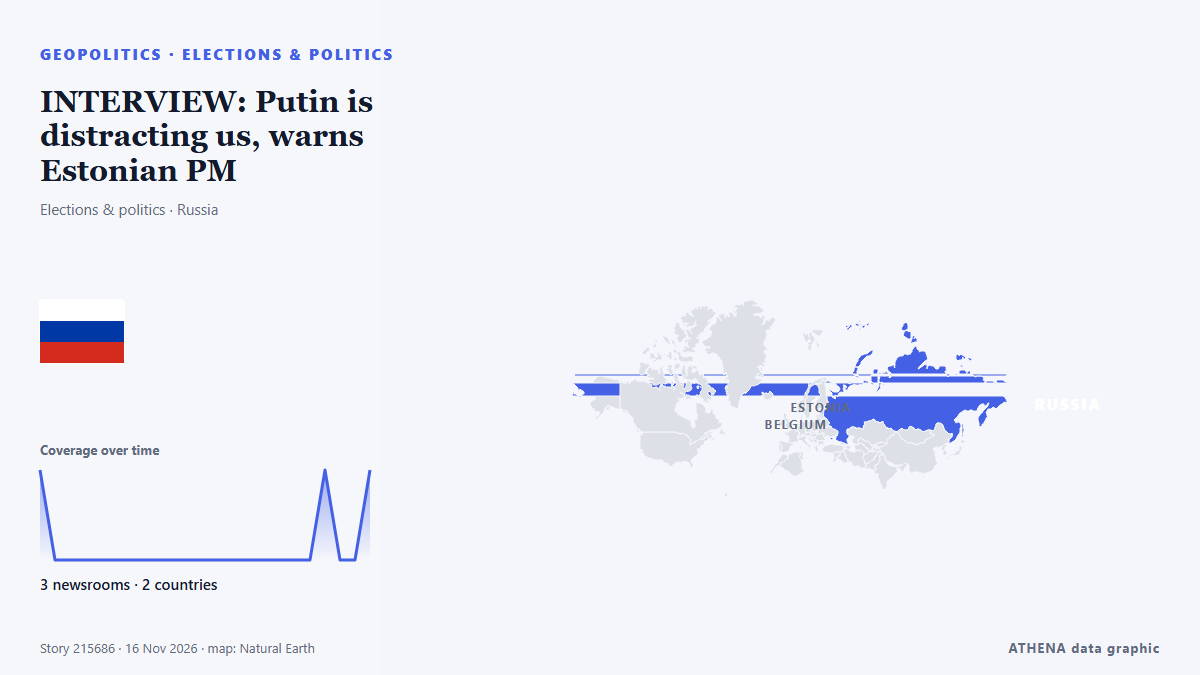 GEOPOLITICS · ELECTIONS & POLITICS
INTERVIEW: Putin is
distracting us, warns
Estonian PM
Elections & politics · Russia
ESTONIA
BELGIUM
RUSSIA
Coverage over time
3 newsrooms · 2 countries
Story 215686 · 16 Nov 2026 · map: Natural Earth
ATHENA data graphic